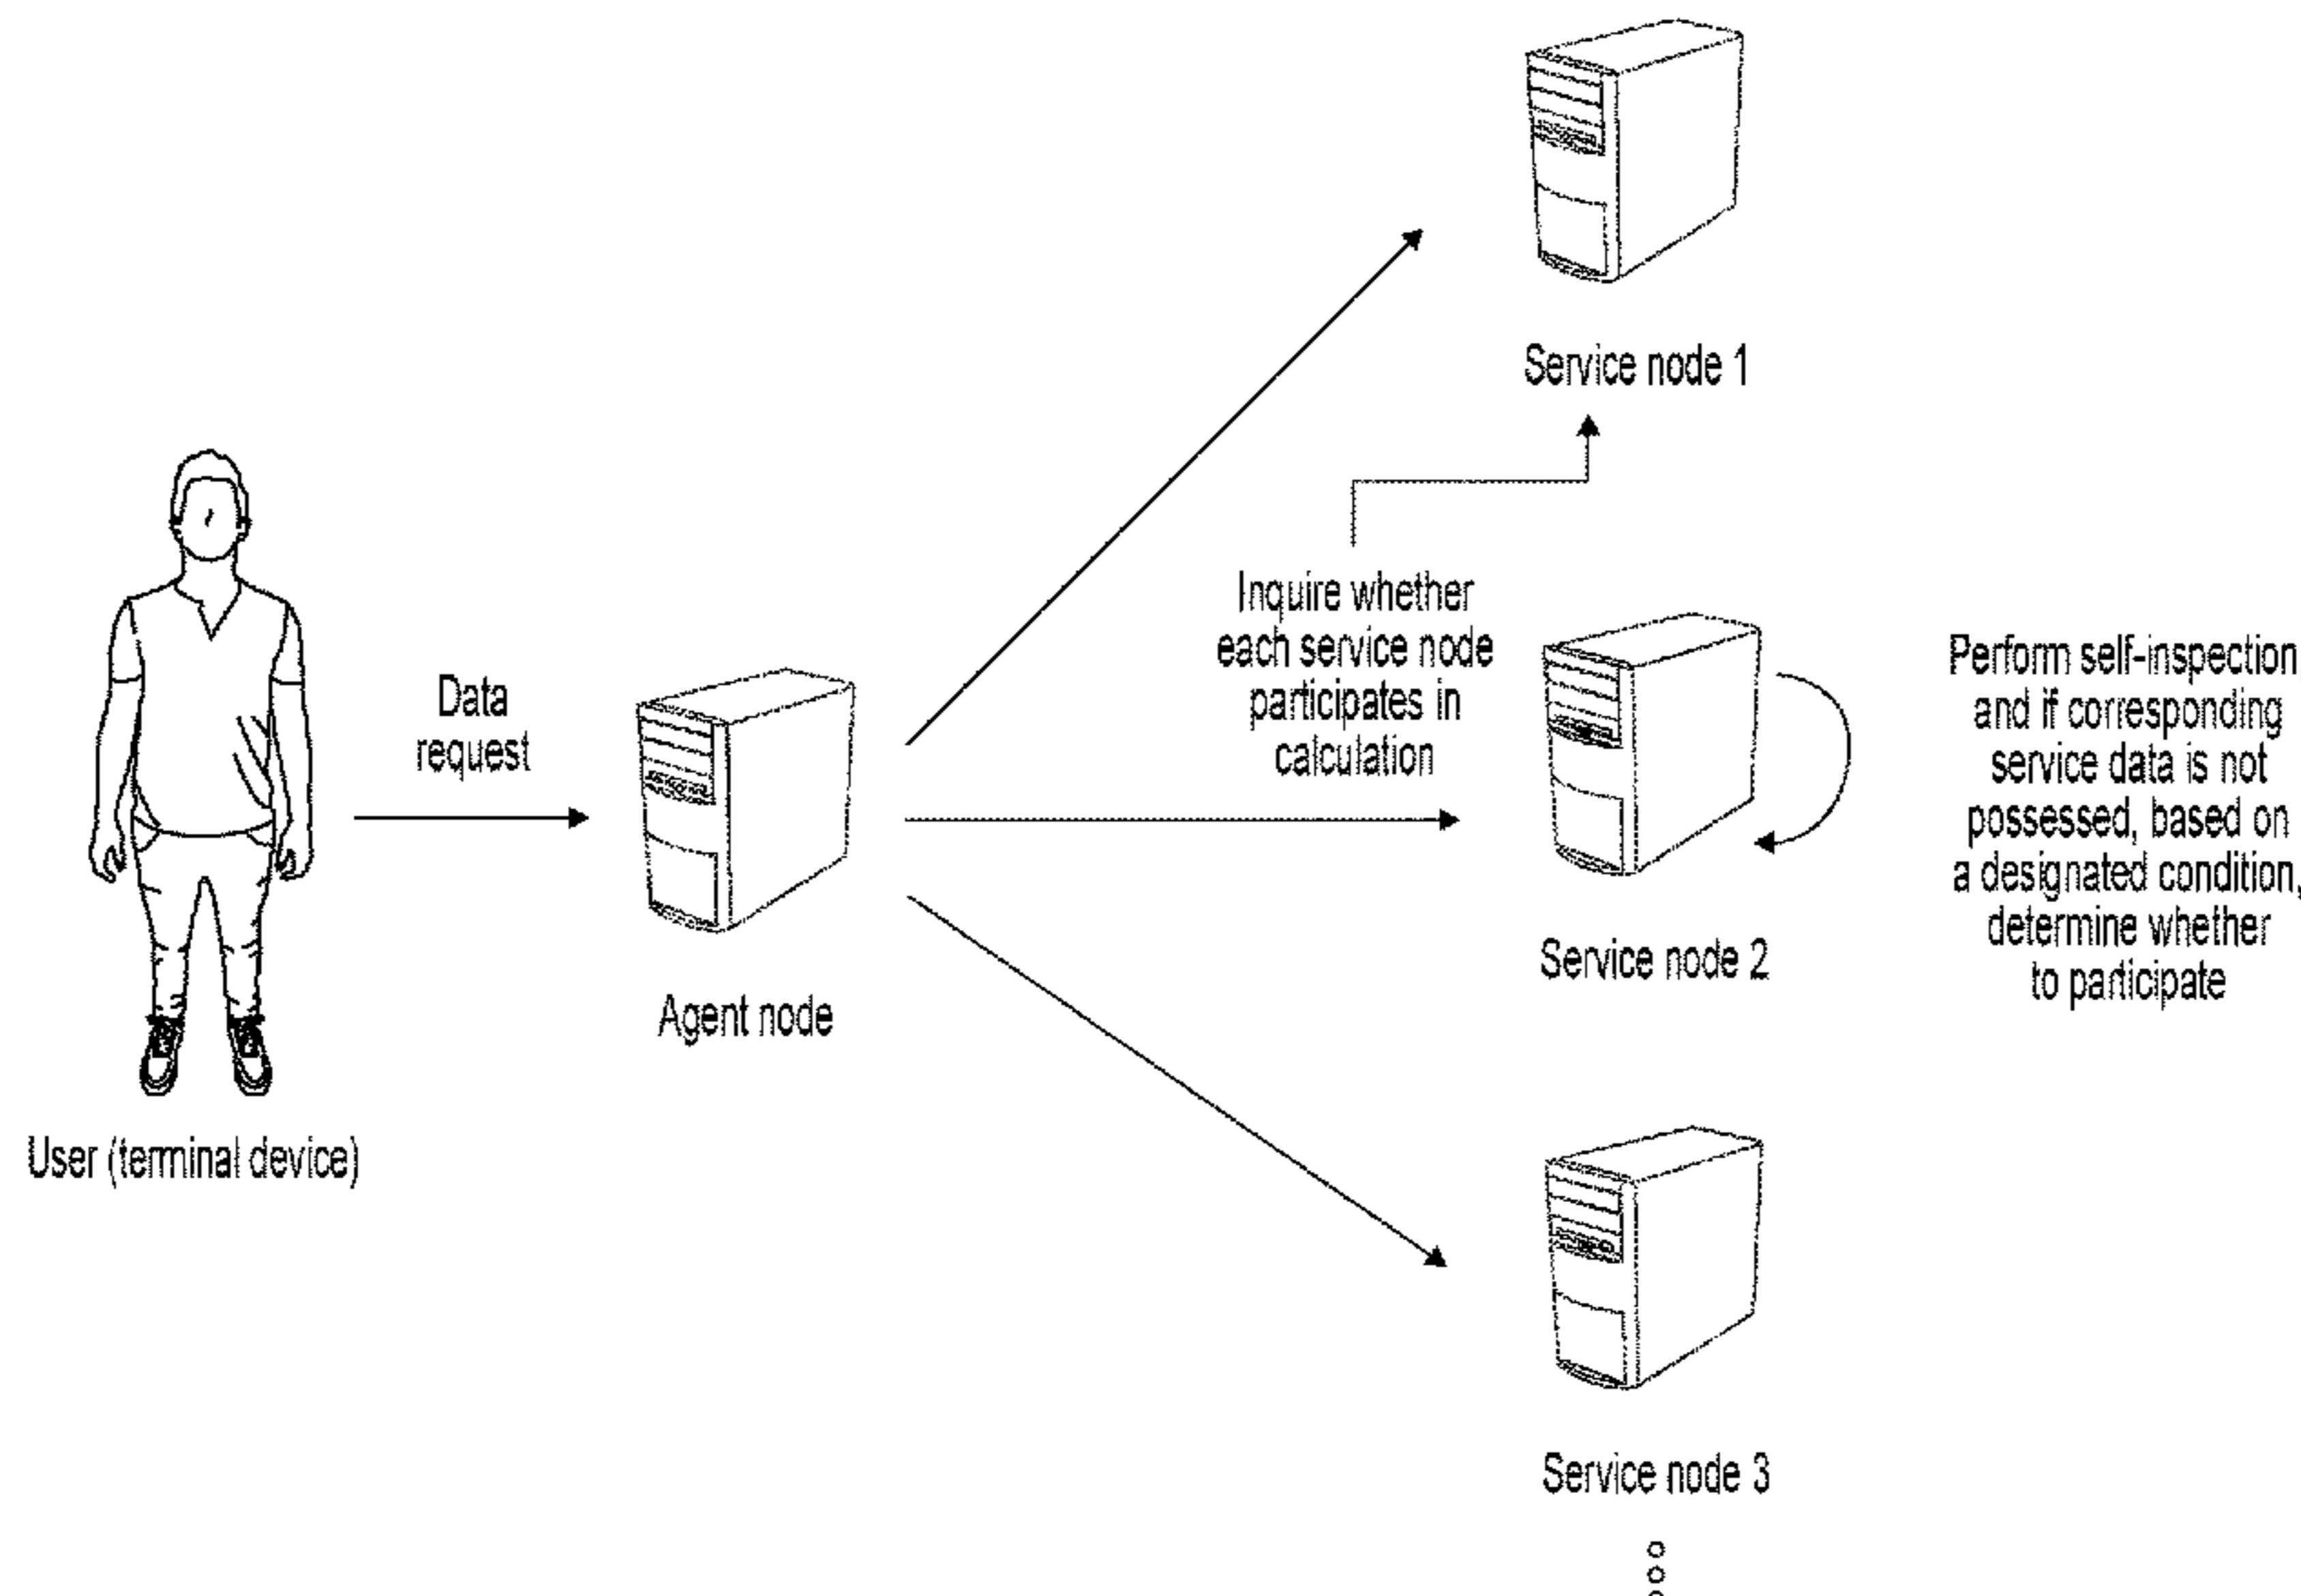 Service node 1
Inquire whether
each service node
participates in
calculation
Data
request
Perform self-inspection,
and if corresponding
service data is not
possessed, based on
a designated condition,
determine whether
to participate
Service node 2
Agent node
User (terminal device)
Service node 3